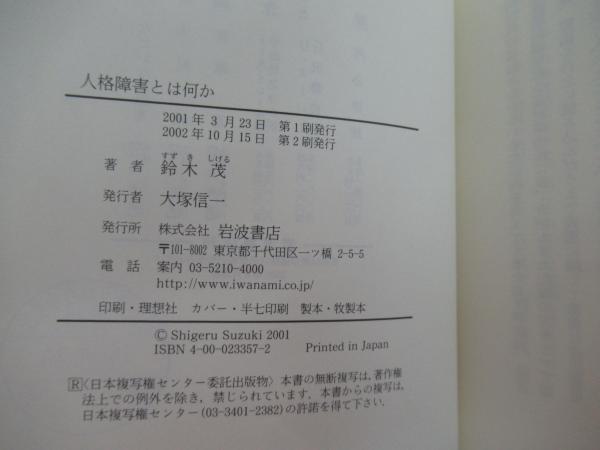 人格障害とは何か
2001年 3月23日 第1刷発行
2002年10月15日 第2刷発行
すず き しげる
著 者 鈴木 茂
発行者 大塚信一
発行所 株式会社 岩波書店
〒101-8002 東京都千代田区一ツ橋 2-5-5
電 話 案内 03-5210-4000
http://www.iwanami.co.jp/
印刷・理想社 カバー・半七印刷 製本・牧製本
© Shigeru Suzuki 2001
ISBN 4-00-023357-2 Printed in Japan
R〈日本複写権センター委託出版物〉本書の無断複写は，著作権
法上での例外を除き，禁じられています．本書からの複写は，
日本複写権センター(03-3401-2382)の許諾を得て下さい．